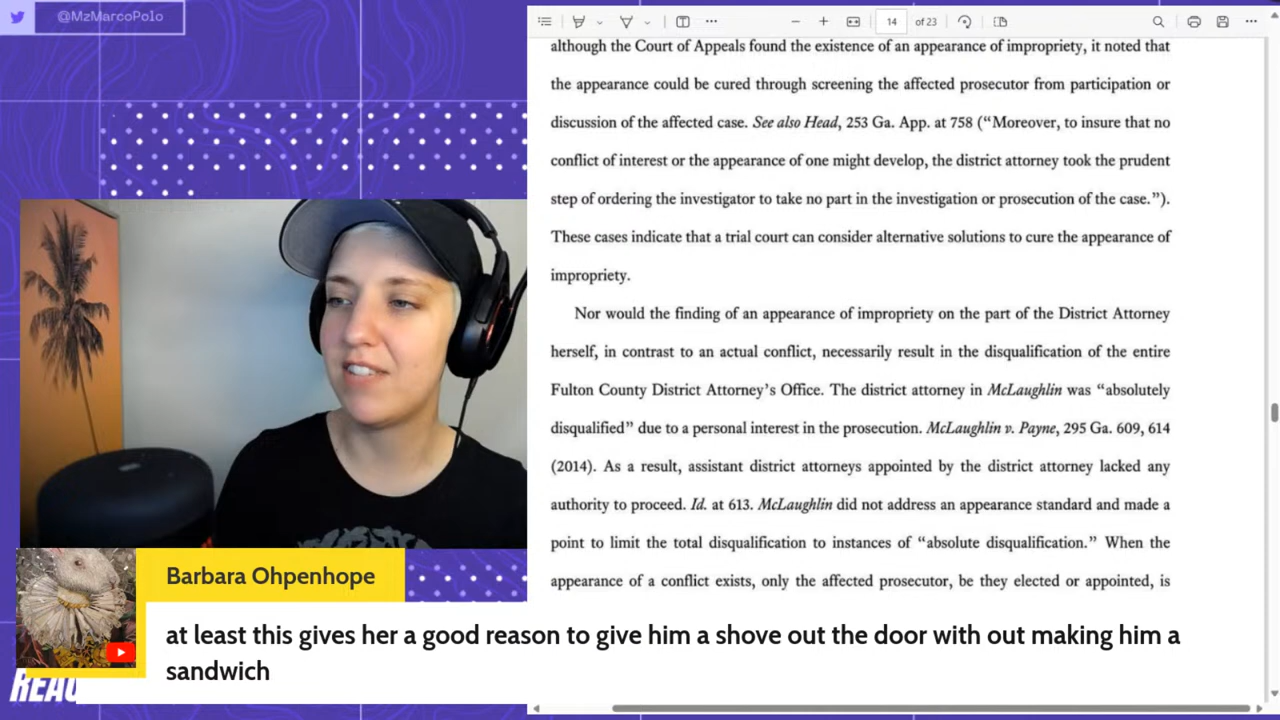 @MzMarcoPolo
14
of 23
although the Court of Appeals found the existence of an appearance of impropriety, it noted that
the appearance could be cured through screening the affected prosecutor from participation or
discussion of the affected case. See also Head, 253 Ga. App. at 758 (“Moreover, to insure that no
conflict of interest or the appearance of one might develop, the district attorney took the prudent
step of ordering the investigator to take no part in the investigation or prosecution of the case.”).
These cases indicate that a trial court can consider alternative solutions to cure the appearance of
impropriety.
Nor would the finding of an appearance of impropriety on the part of the District Attorney
herself, in contrast to an actual conflict, necessarily result in the disqualification of the entire
Fulton County District Attorney’s Office. The district attorney in McLaughlin was “absolutely
disqualified” due to a personal interest in the prosecution. McLaughlin v. Payne, 295 Ga. 609, 614
(2014). As a result, assistant district attorneys appointed by the district attorney lacked any
authority to proceed. Id. at 613. McLaughlin did not address an appearance standard and made a
point to limit the total disqualification to instances of “absolute disqualification.” When the
appearance of a conflict exists, only the affected prosecutor, be they elected or appointed, is
Barbara Ohpenhope
at least this gives her a good reason to give him a shove out the door with out making him a
sandwich